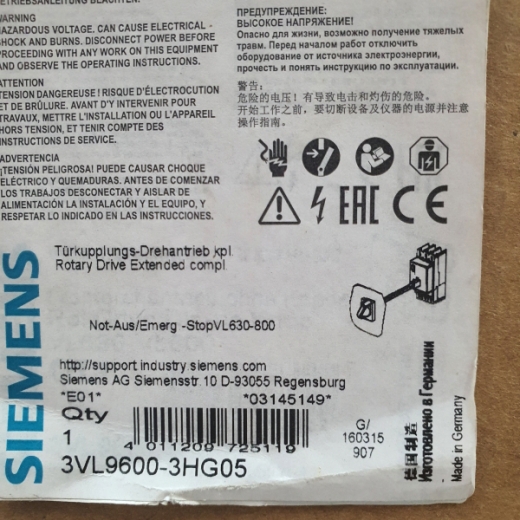 BETRIEBSANLEITUNG BEACHTEN.
WARNING
HAZARDOUS VOLTAGE. CAN CAUSE ELECTRICAL
SHOCK AND BURNS. DISCONNECT POWER BEFORE
PROCEEDING WITH ANY WORK ON THIS EQUIPMENT
AND OBSERVE THE OPERATING INSTRUCTIONS.
ATTENTION
TENSION DANGEREUSE ! RISQUE D'ÉLECTROCUTION
ET DE BRÛLURE. AVANT D'Y INTERVENIR POUR
TRAVAUX, METTRE L'INSTALLATION OU L'APPAREIL
HORS TENSION, ET TENIR COMPTE DES
INSTRUCTIONS DE SERVICE.
ADVERTENCIA
¡TENSIÓN PELIGROSA! PUEDE CAUSAR CHOQUE
ELÉCTRICO Y QUEMADURAS. ANTES DE COMENZAR
LOS TRABAJOS DESCONECTAR Y AISLAR DE
ALIMENTACIÓN LA INSTALACIÓN Y EL EQUIPO, Y
RESPETAR LO INDICADO EN LAS INSTRUCCIONES.
ПРЕДУПРЕЖДЕНИЕ:
ВЫСОКОЕ НАПРЯЖЕНИЕ!
Опасно для жизни, возможно получение тяжелых
травм. Перед началом работ отключить
оборудование от источника электроэнергии,
прочесть и понять инструкцию по эксплуатации.
警告:
危险的电压! 有导致电击和灼伤的危险。
开始工作之前，要切断设备及仪器的电源并注意
操作指南。
EAC CE
SIEMENS
Türkupplungs-Drehantrieb,kpl.
Rotary Drive Extended compl.
Not-Aus/Emerg -StopVL630-800
http://support.industry.siemens.com
Siemens AG Siemensstr.10 D-93055 Regensburg
*E01* *03145149*
Qty
1
4 011209 725119
3VL9600-3HG05
G/
160315
907
德国制造
Изготовлено в Германии
Made in Germany